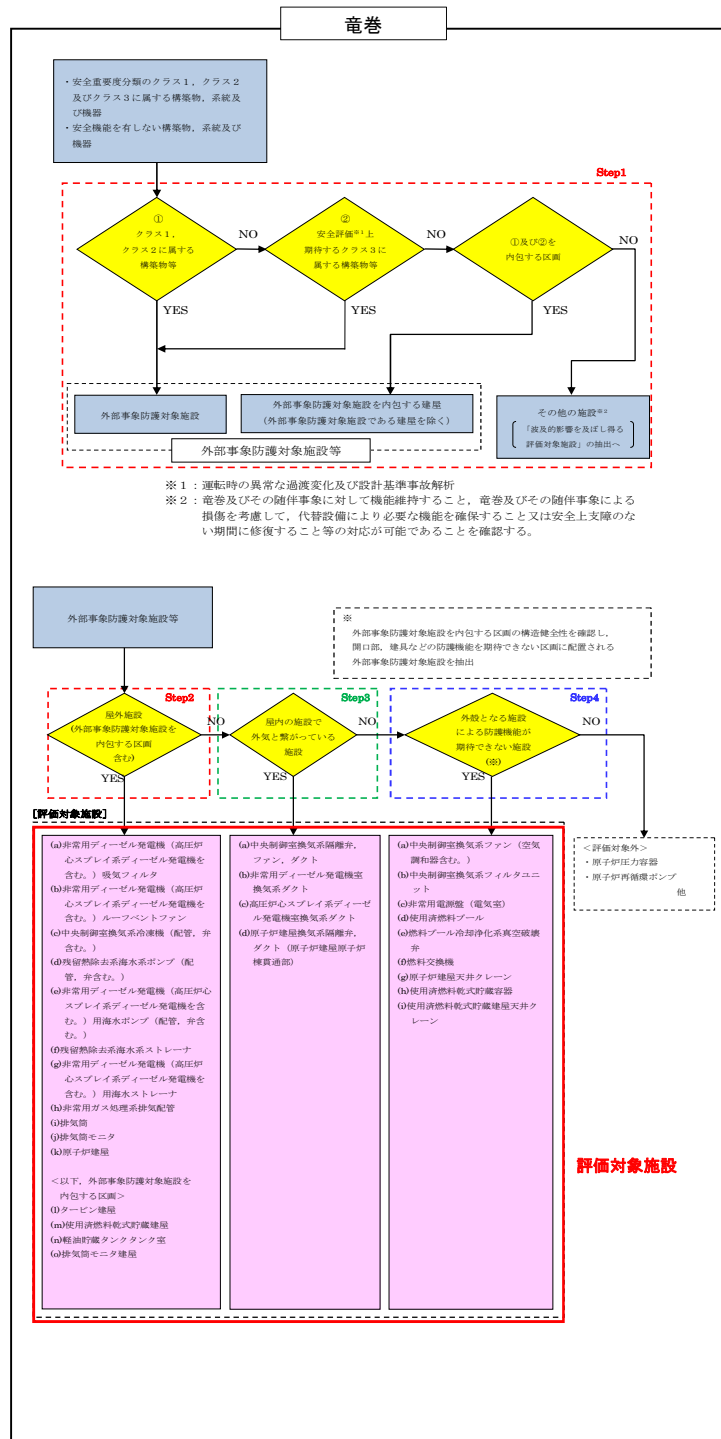 竜巻
・安全重要度分類のクラス１，クラス２
及びクラス３に属する構築物，系統及
び機器
・安全機能を有しない構築物，系統及び
機器
Step1
①
クラス１，
クラス２に属する
構築物等
NO
②
安全評価※１上
期待するクラス３に
属する構築物等
NO
①及び②を
内包する区画
NO
YES
YES
YES
外部事象防護対象施設
外部事象防護対象施設を内包する建屋
（外部事象防護対象施設である建屋を除く）
外部事象防護対象施設等
その他の施設※２
「波及的影響を及ぼし得る
評価対象施設」の抽出へ
※１：運転時の異常な過渡変化及び設計基準事故解析
※２：竜巻及びその随伴事象に対して機能維持すること，竜巻及びその随伴事象による
損傷を考慮して，代替設備により必要な機能を確保すること又は安全上支障のな
い期間に修復すること等の対応が可能であることを確認する。
外部事象防護対象施設等
※
外部事象防護対象施設を内包する区画の構造健全性を確認し，
開口部，建具などの防護機能を期待できない区画に配置される
外部事象防護対象施設を抽出
Step2
屋外施設
(外部事象防護対象施設を
内包する区画
含む)
NO
YES
Step3
屋内の施設で
外気と繋がっている
施設
NO
YES
Step4
外殻となる施設
による防護機能が
期待できない施設
(※)
NO
YES
[評価対象施設]
(a)非常用ディーゼル発電機（高圧炉
心スプレイ系ディーゼル発電機を
含む。）吸気フィルタ
(b)非常用ディーゼル発電機（高圧炉
心スプレイ系ディーゼル発電機を
含む。）ルーフベントファン
(c)中央制御室換気系冷凍機（配管，弁
含む。）
(d)残留熱除去系海水系ポンプ（配
管，弁含む。）
(e)非常用ディーゼル発電機（高圧炉心
スプレイ系ディーゼル発電機を含
む。）用海水ポンプ（配管，弁含
む。）
(f)残留熱除去系海水系ストレーナ
(g)非常用ディーゼル発電機（高圧炉
心スプレイ系ディーゼル発電機を
含む。）用海水ストレーナ
(h)非常用ガス処理系排気配管
(i)排気筒
(j)排気筒モニタ
(k)原子炉建屋
＜以下，外部事象防護対象施設を
内包する区画＞
(l)タービン建屋
(m)使用済燃料乾式貯蔵建屋
(n)軽油貯蔵タンクタンク室
(o)排気筒モニタ建屋
(a)中央制御室換気系隔離弁，
ファン，ダクト
(b)非常用ディーゼル発電機室
換気系ダクト
(c)高圧炉心スプレイ系ディーゼ
ル発電機室換気系ダクト
(d)原子炉建屋換気系隔離弁，
ダクト（原子炉建屋原子炉
棟貫通部）
(a)中央制御室換気系ファン（空気
調和器含む。）
(b)中央制御室換気系フィルタユニ
ット
(c)非常用電源盤（電気室）
(d)使用済燃料プール
(e)燃料プール冷却浄化系真空破壊
弁
(f)燃料交換機
(g)原子炉建屋天井クレーン
(h)使用済燃料乾式貯蔵容器
(i)使用済燃料乾式貯蔵建屋天井ク
レーン
＜評価対象外＞
・原子炉圧力容器
・原子炉再循環ポンプ
他
評価対象施設